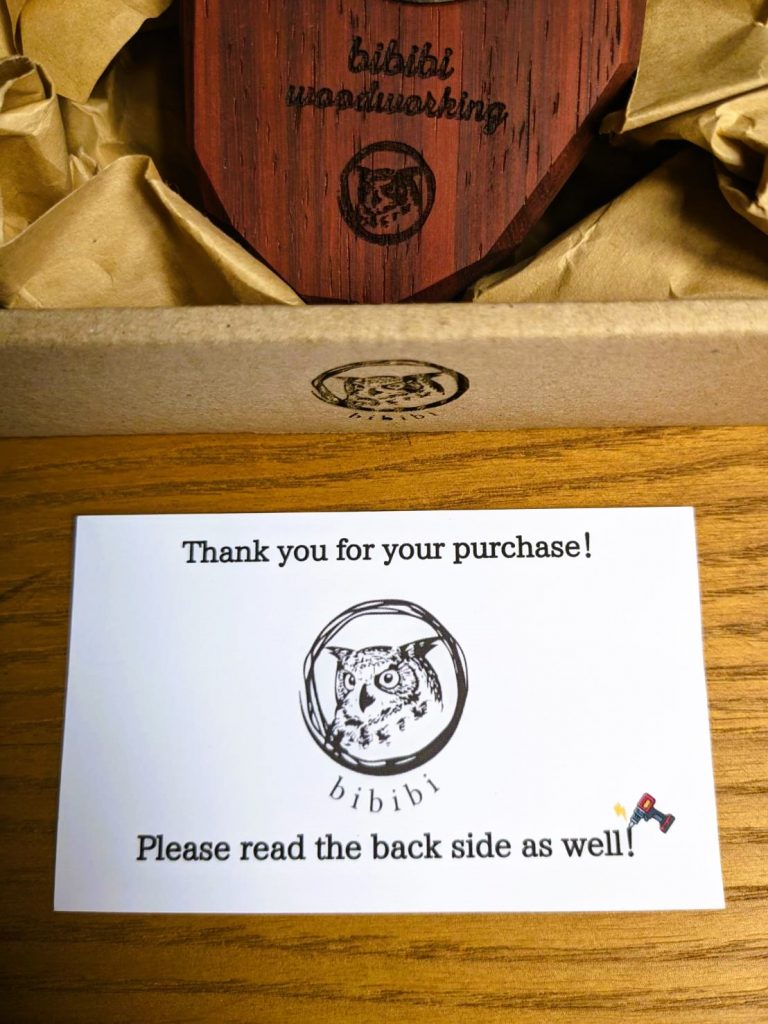 bibibi
woodworking
bibibi
Thank you for your purchase!
bibibi
Please read the back side as well!